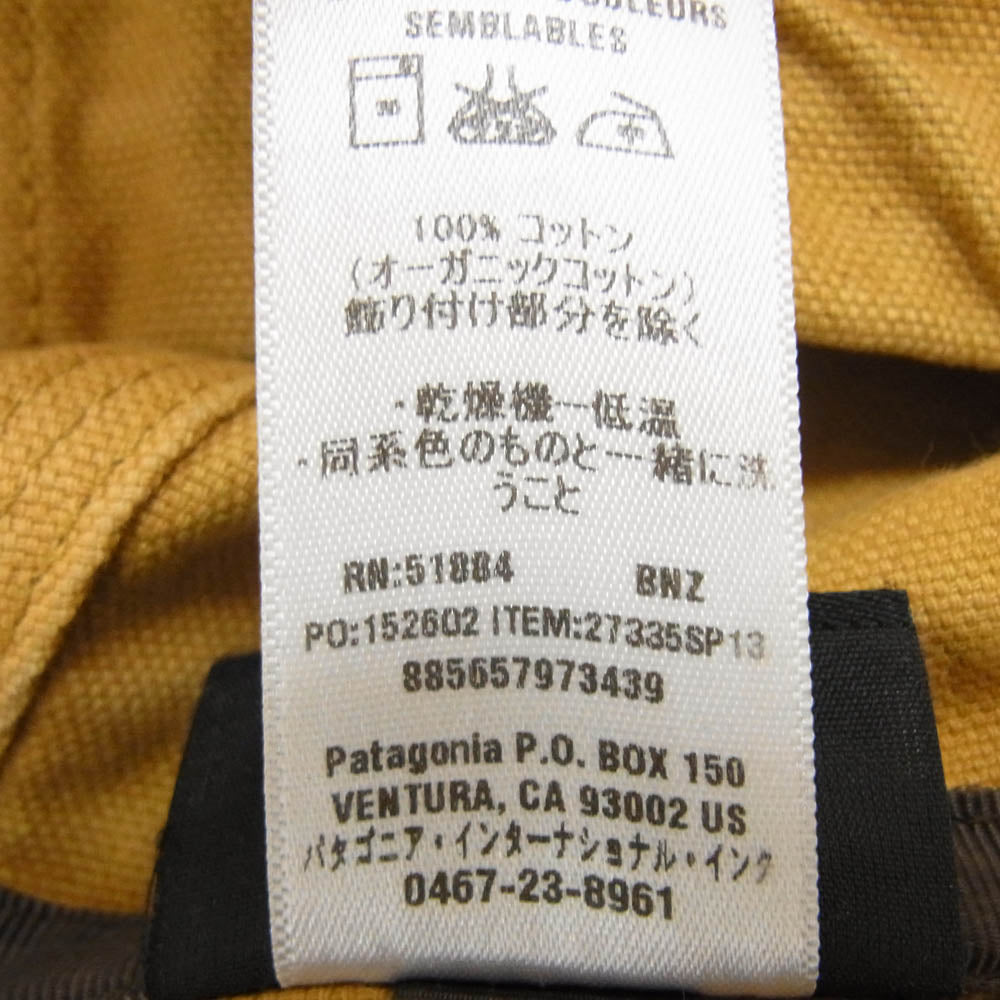 COULEURS
SEMBLABLES
100% コットン
(オーガニックコットン)
飾り付け部分を除く
・乾燥機一低温
・同系色のものと一緒に洗
うこと
RN:51884 BNZ
PO:152602 ITEM:27335SP13
885657973439
Patagonia P.O. BOX 150
VENTURA, CA 93002 US
パタゴニア・インターナショナル・インク
0467-23-8961